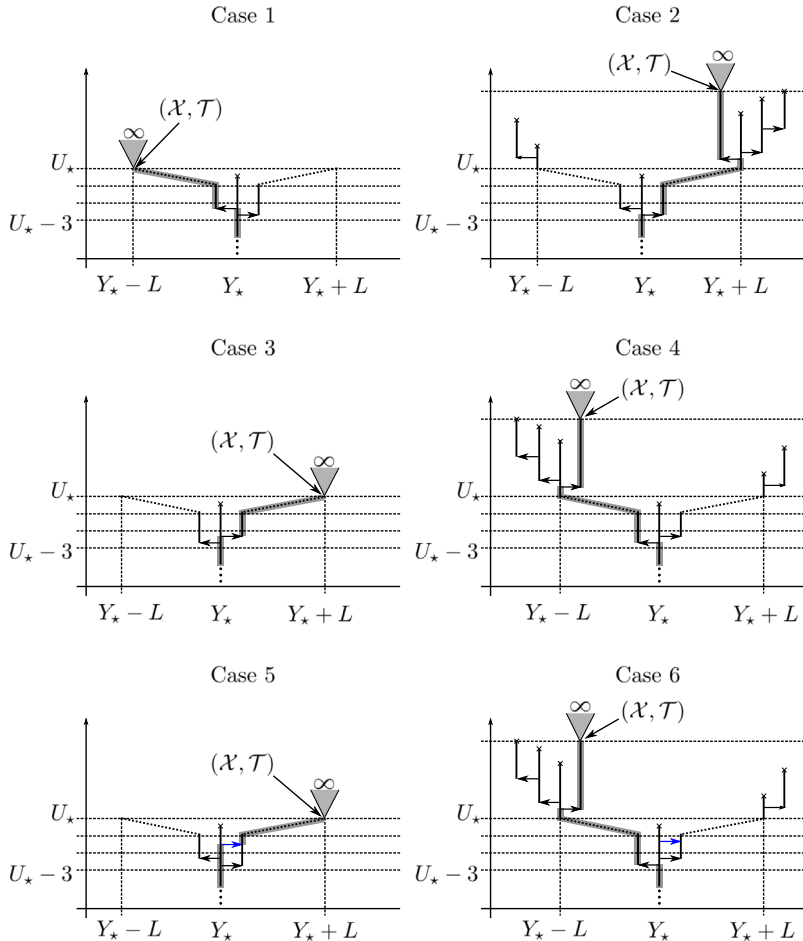 Case 1
∞
(𝒳, 𝒯)
U⋆
U⋆ − 3
Y⋆ − L
Y⋆
Y⋆ + L
Case 2
∞
(𝒳, 𝒯)
U⋆
U⋆ − 3
Y⋆ − L
Y⋆
Y⋆ + L
Case 3
∞
(𝒳, 𝒯)
U⋆
U⋆ − 3
Y⋆ − L
Y⋆
Y⋆ + L
Case 4
∞
(𝒳, 𝒯)
U⋆
U⋆ − 3
Y⋆ − L
Y⋆
Y⋆ + L
Case 5
∞
(𝒳, 𝒯)
U⋆
U⋆ − 3
Y⋆ − L
Y⋆
Y⋆ + L
Case 6
∞
(𝒳, 𝒯)
U⋆
U⋆ − 3
Y⋆ − L
Y⋆
Y⋆ + L